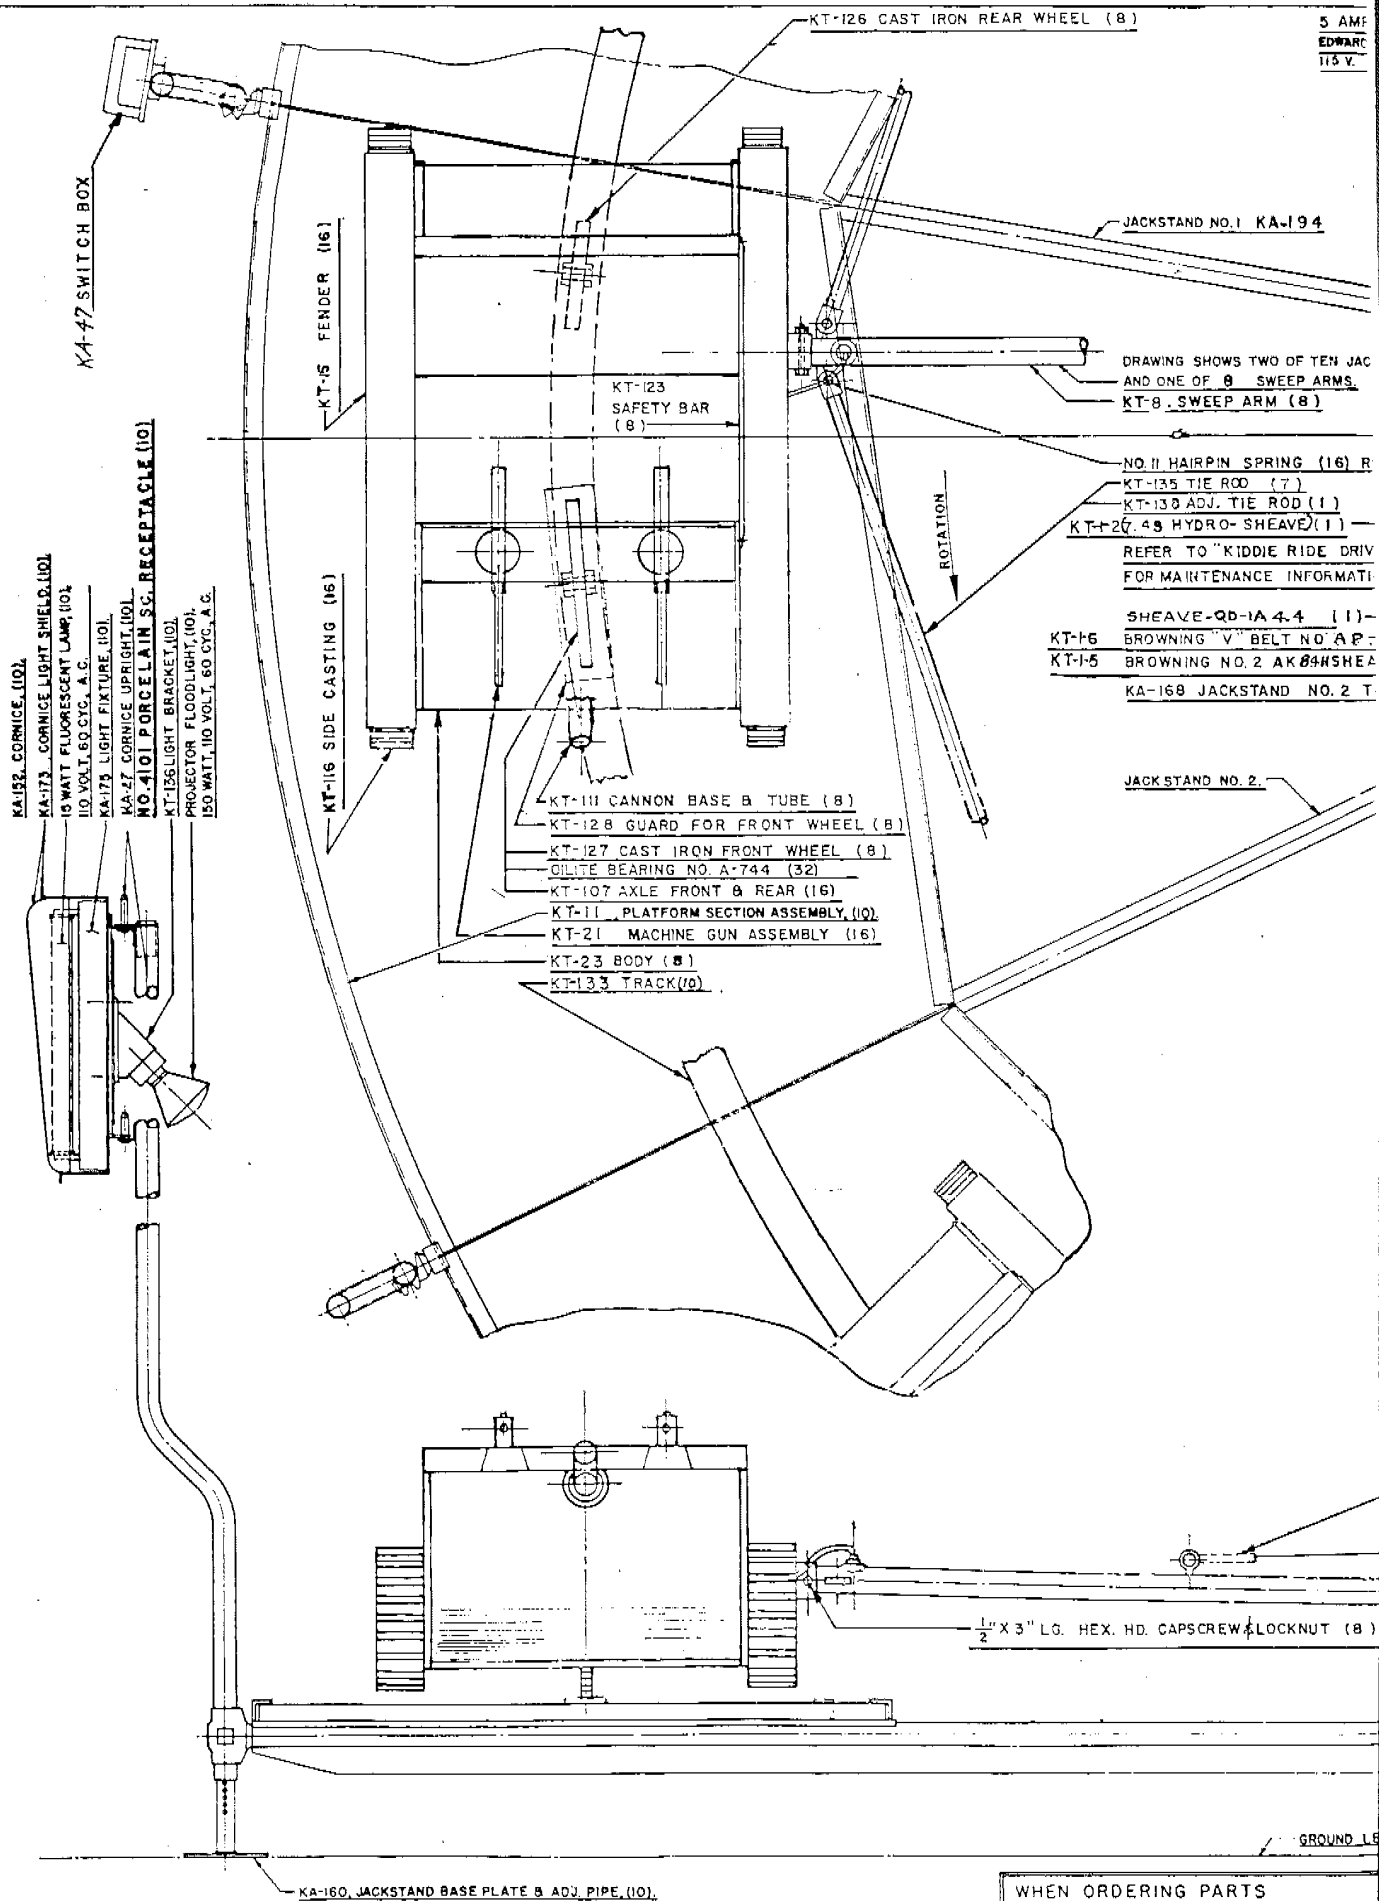 KT-126 CAST IRON REAR WHEEL (8)
5 AMP
EDWARD
115 V.
KA-47 SWITCH BOX
KT-15 FENDER (16)
JACKSTAND NO.1 KA-194
KT-123
SAFETY BAR
(8)
DRAWING SHOWS TWO OF TEN JAC
AND ONE OF 8 SWEEP ARMS.
KT-8. SWEEP ARM (8)
NO.11 HAIRPIN SPRING (16) R
KT-135 TIE ROD (7)
KT-138 ADJ. TIE ROD (1)
HYDRO-SHEAVE (1)
REFER TO "KIDDIE RIDE DRIV
FOR MAINTENANCE INFORMATI
ROTATION
SHEAVE-QD-1A 4.4 (1)
KT-1-6 BROWNING "V" BELT NO AP-
KT-1-5 BROWNING NO. 2 AK84HSHEA
KA-168 JACKSTAND NO. 2 T
JACKSTAND NO. 2.
KT-116 SIDE CASTING (16)
KA-152, CORNICE, (10).
KA-173, CORNICE LIGHT SHIELD, (10).
15 WATT FLUORESCENT LAMP, (10),
110 VOLT, 60 CYC, A.C.
KA-175 LIGHT FIXTURE, (10).
KA-27 CORNICE UPRIGHT, (10).
NO.4101 PORCELAIN SC. RECEPTACLE (10)
KT-136 LIGHT BRACKET, (10).
PROJECTOR FLOODLIGHT, (10).
150 WATT, 110 VOLT, 60 CYC, A.C.
KT-111 CANNON BASE & TUBE (8)
KT-128 GUARD FOR FRONT WHEEL (8)
KT-127 CAST IRON FRONT WHEEL (8)
OILITE BEARING NO. A-744 (32)
KT-107 AXLE FRONT & REAR (16)
KT-11 PLATFORM SECTION ASSEMBLY, (10).
KT-21 MACHINE GUN ASSEMBLY (16)
KT-23 BODY (8)
KT-133 TRACK (10)
1/2" X 3" LG. HEX. HD. CAPSCREW & LOCKNUT (8)
GROUND LE
KA-160, JACKSTAND BASE PLATE & ADJ. PIPE, (10).
WHEN ORDERING PARTS